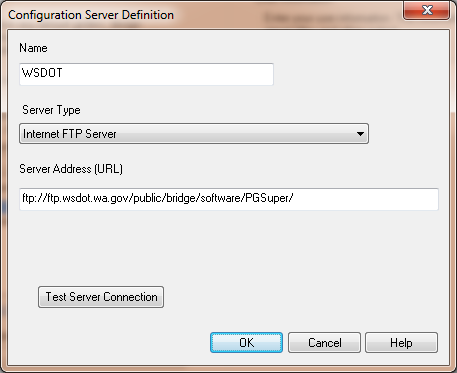 Configuration Server Definition
Name
WSDOT
Server Type
Internet FTP Server
Server Address (URL)
ftp://ftp.wsdot.wa.gov/public/bridge/software/PGSuper/
Test Server Connection
OK Cancel Help